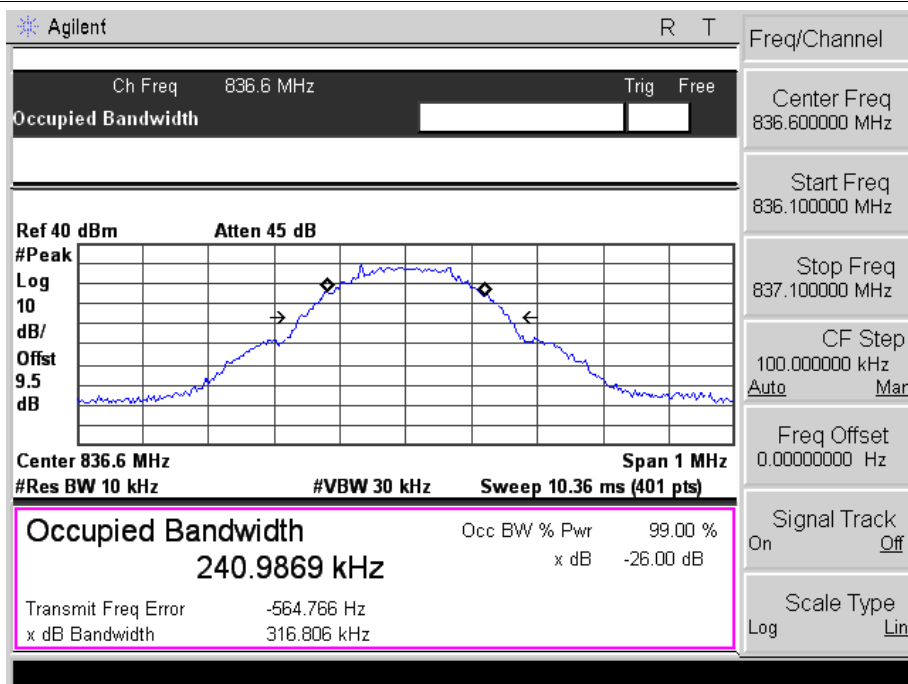 Agilent R T
Ch Freq 836.6 MHz Trig Free
Occupied Bandwidth
Ref 40 dBm Atten 45 dB
#Peak
Log
10
dB/
Offst
9.5
dB
Center 836.6 MHz Span 1 MHz
#Res BW 10 kHz #VBW 30 kHz Sweep 10.36 ms (401 pts)
Occupied Bandwidth
240.9869 kHz
Occ BW % Pwr 99.00 %
x dB -26.00 dB
Transmit Freq Error -564.766 Hz
x dB Bandwidth 316.806 kHz
Freq/Channel
Center Freq
836.600000 MHz
Start Freq
836.100000 MHz
Stop Freq
837.100000 MHz
CF Step
100.000000 kHz
Auto Man
Freq Offset
0.00000000 Hz
Signal Track
On Off
Scale Type
Log Lin